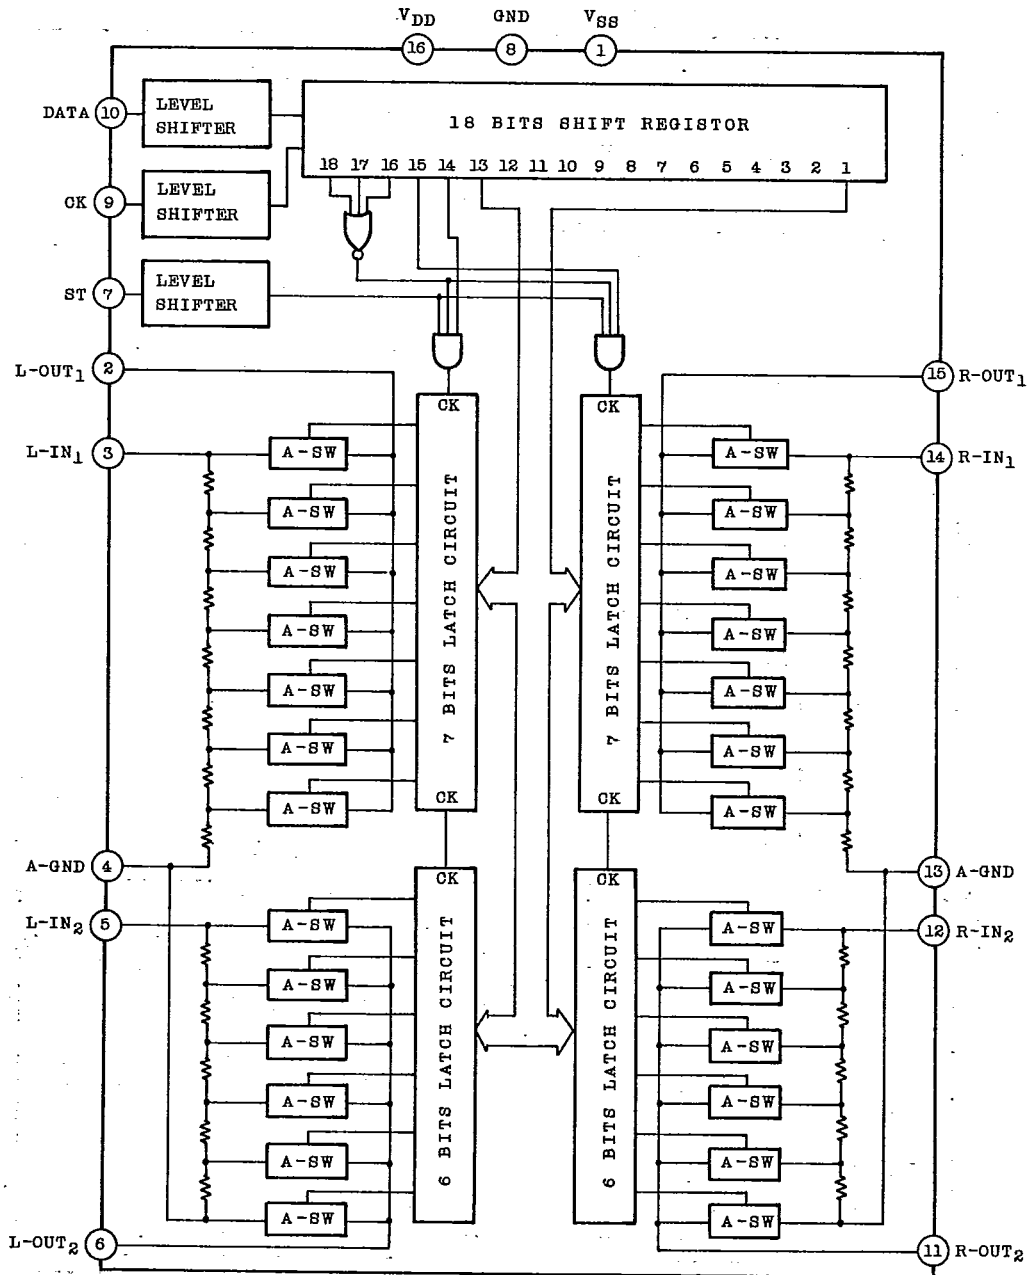 VDD GND VSS
16 8 1
DATA 10 LEVEL SHIFTER
18 BITS SHIFT REGISTOR
18 17 16 15 14 13 12 11 10 9 8 7 6 5 4 3 2 1
CK 9 LEVEL SHIFTER
ST 7 LEVEL SHIFTER
L-OUT1 2
15 R-OUT1
CK CK
L-IN1 3 A-SW A-SW 14 R-IN1
A-SW A-SW
A-SW A-SW
A-SW A-SW
A-SW A-SW
A-SW A-SW
A-SW A-SW
7 BITS LATCH CIRCUIT
7 BITS LATCH CIRCUIT
CK CK
A-GND 4 13 A-GND
CK CK
L-IN2 5 A-SW A-SW 12 R-IN2
A-SW A-SW
A-SW A-SW
A-SW A-SW
A-SW A-SW
A-SW A-SW
6 BITS LATCH CIRCUIT
6 BITS LATCH CIRCUIT
L-OUT2 6 11 R-OUT2